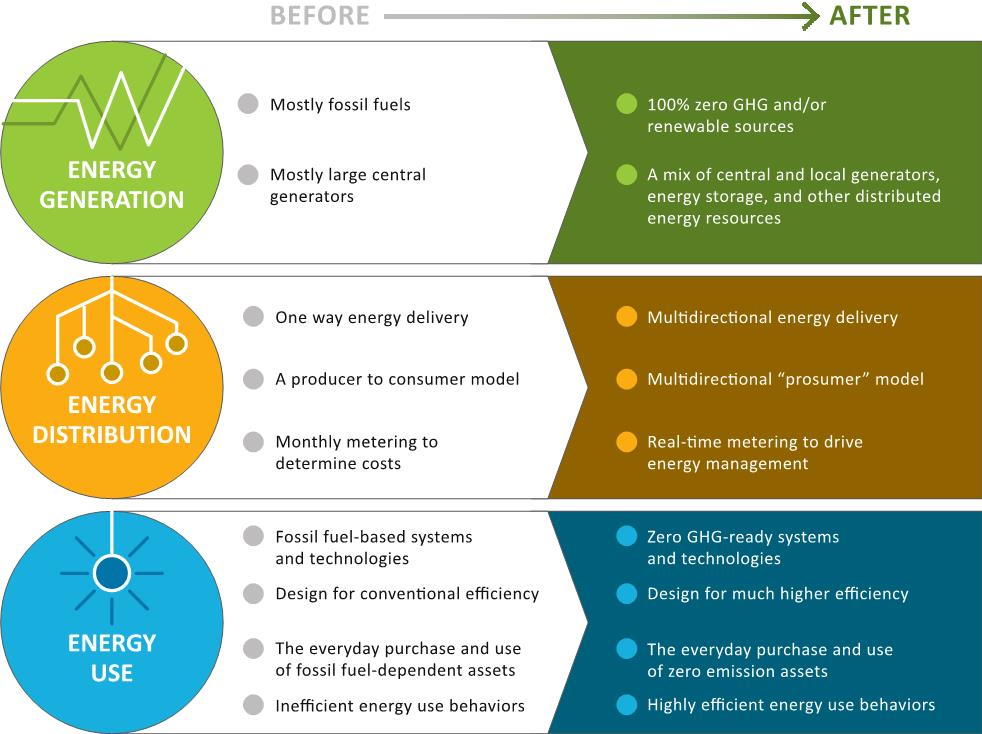 BEFORE
AFTER
ENERGY
GENERATION
Mostly fossil fuels
Mostly large central
generators
100% zero GHG and/or
renewable sources
A mix of central and local generators,
energy storage, and other distributed
energy resources
ENERGY
DISTRIBUTION
One way energy delivery
A producer to consumer model
Monthly metering to
determine costs
Multidirectional energy delivery
Multidirectional “prosumer” model
Real-time metering to drive
energy management
ENERGY
USE
Fossil fuel-based systems
and technologies
Design for conventional efficiency
The everyday purchase and use
of fossil fuel-dependent assets
Inefficient energy use behaviors
Zero GHG-ready systems
and technologies
Design for much higher efficiency
The everyday purchase and use
of zero emission assets
Highly efficient energy use behaviors